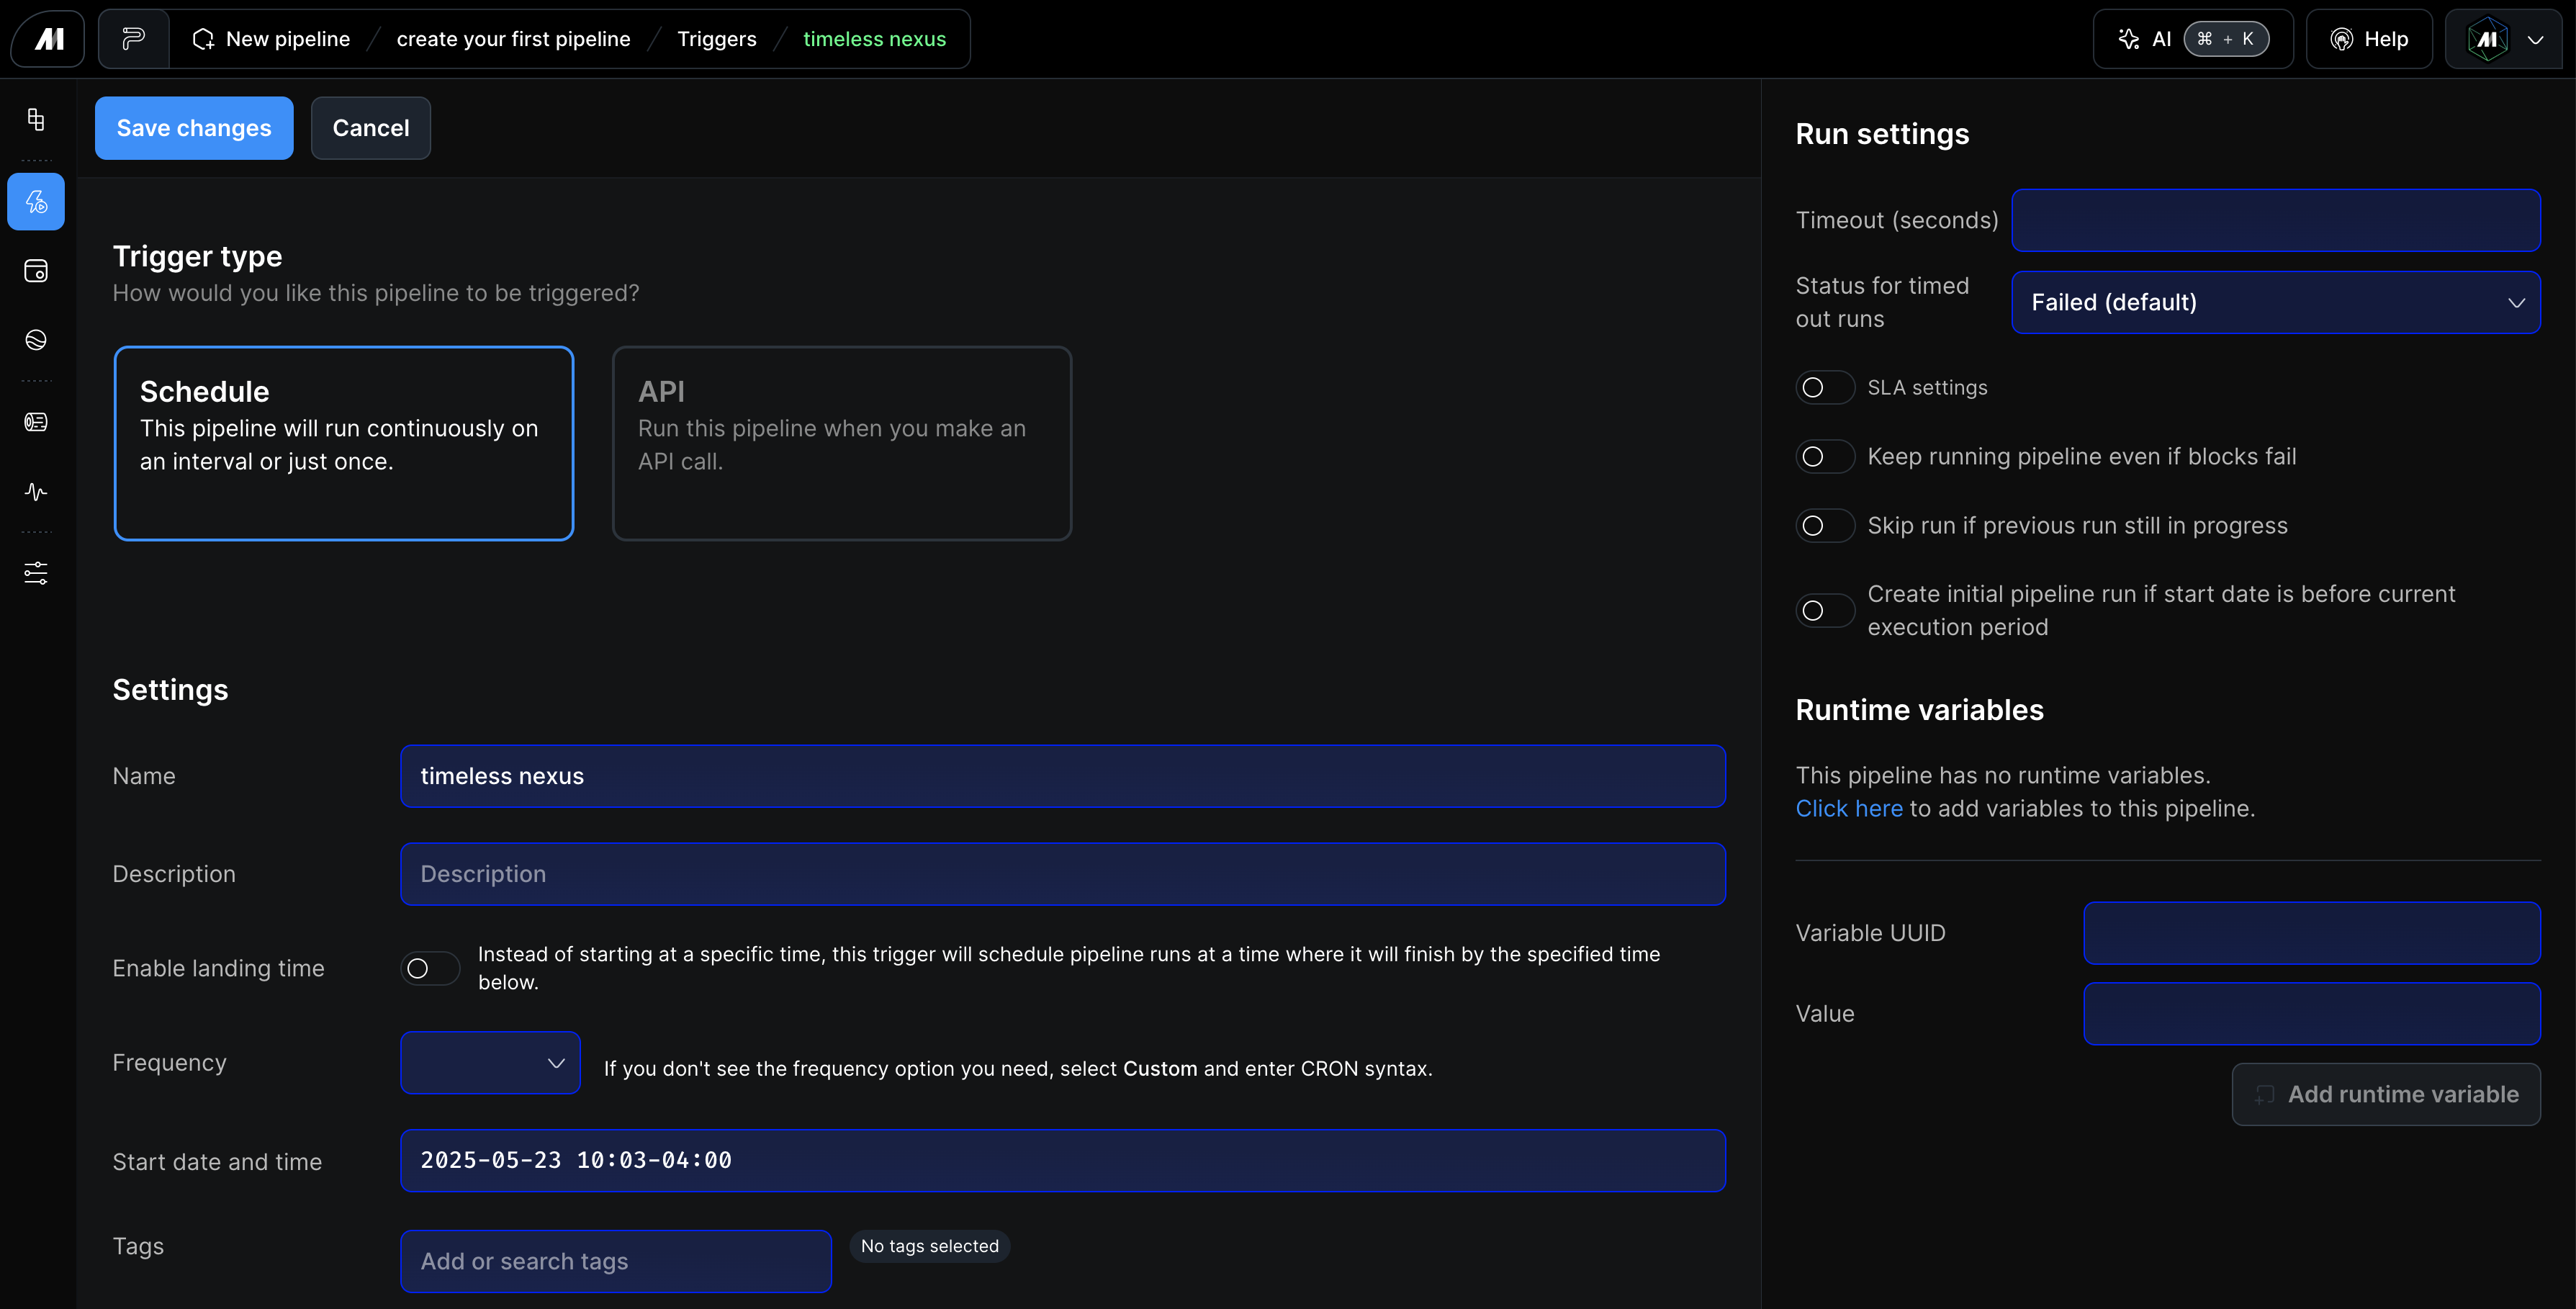 New pipeline / create your first pipeline / Triggers / timeless nexus
AI ⌘ + K
Help
Save changes
Cancel
Trigger type
How would you like this pipeline to be triggered?
Schedule
This pipeline will run continuously on
an interval or just once.
API
Run this pipeline when you make an
API call.
Settings
Name
timeless nexus
Description
Description
Enable landing time
Instead of starting at a specific time, this trigger will schedule pipeline runs at a time where it will finish by the specified time
below.
Frequency
If you don't see the frequency option you need, select Custom and enter CRON syntax.
Start date and time
2025-05-23 10:03-04:00
Tags
Add or search tags
No tags selected
Run settings
Timeout (seconds)
Status for timed
out runs
Failed (default)
SLA settings
Keep running pipeline even if blocks fail
Skip run if previous run still in progress
Create initial pipeline run if start date is before current
execution period
Runtime variables
This pipeline has no runtime variables.
Click here to add variables to this pipeline.
Variable UUID
Value
Add runtime variable